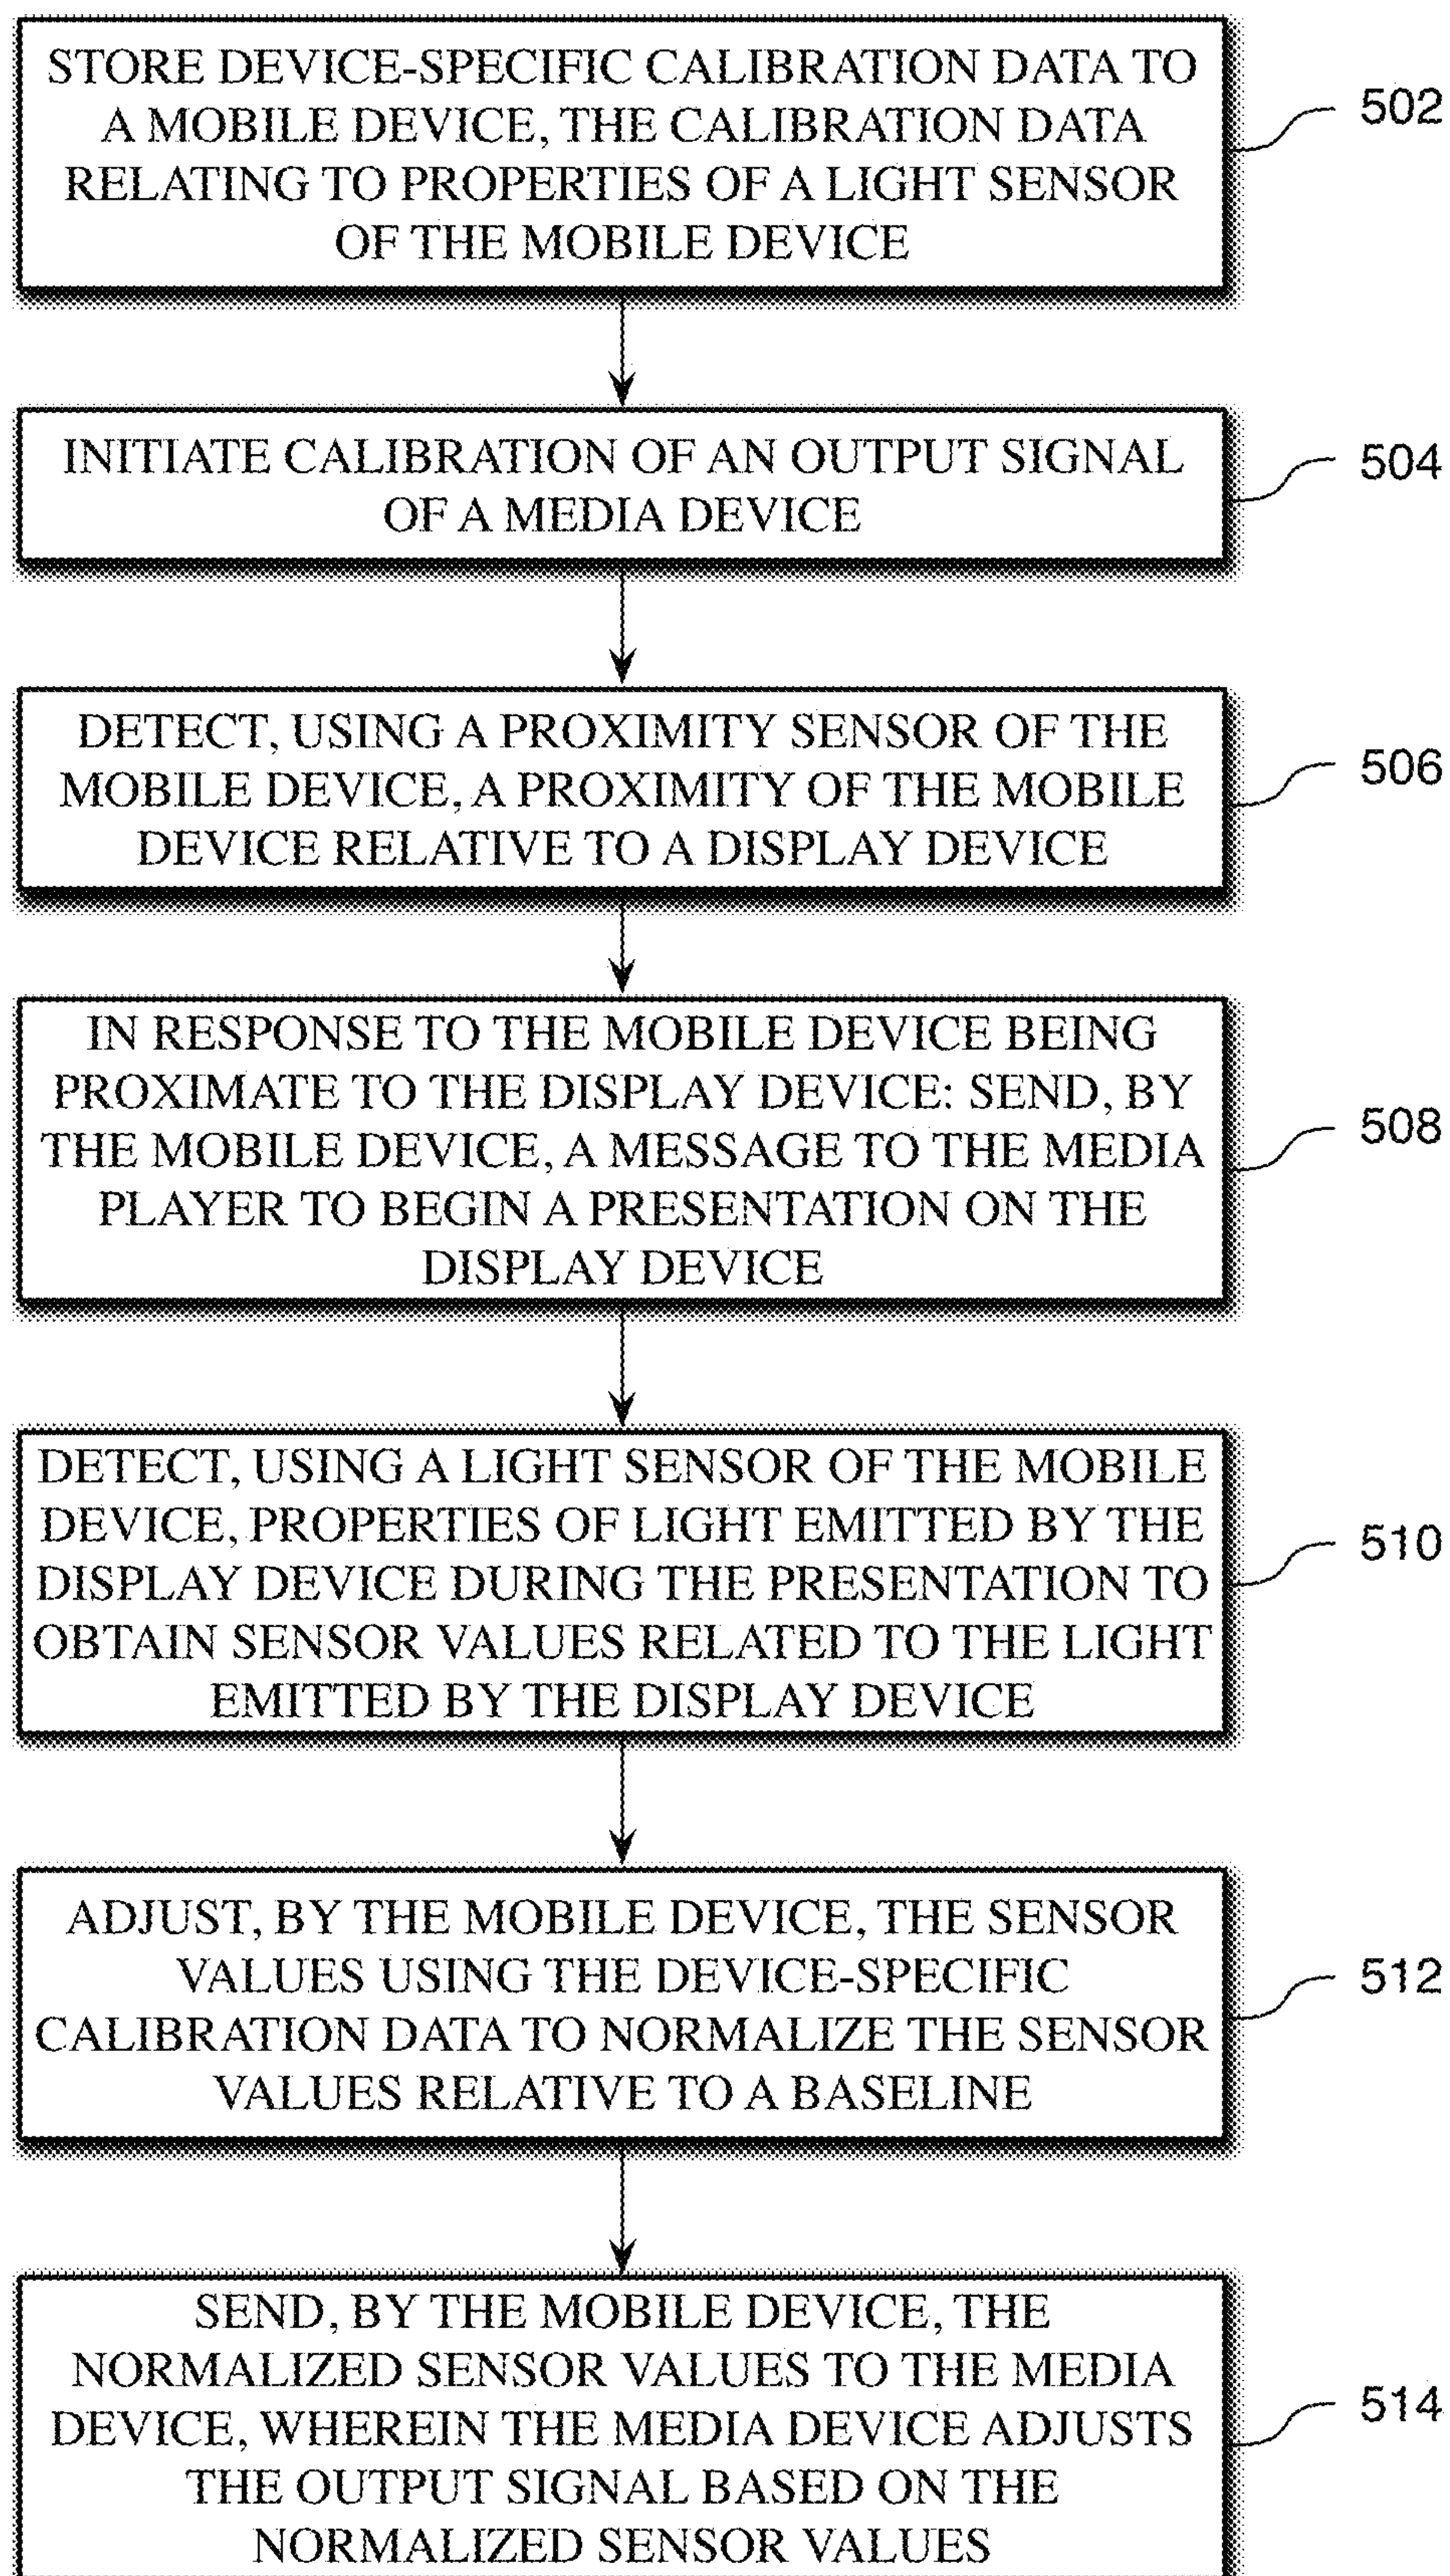 STORE DEVICE-SPECIFIC CALIBRATION DATA TO
A MOBILE DEVICE, THE CALIBRATION DATA
RELATING TO PROPERTIES OF A LIGHT SENSOR
OF THE MOBILE DEVICE
502
INITIATE CALIBRATION OF AN OUTPUT SIGNAL
OF A MEDIA DEVICE
504
DETECT, USING A PROXIMITY SENSOR OF THE
MOBILE DEVICE, A PROXIMITY OF THE MOBILE
DEVICE RELATIVE TO A DISPLAY DEVICE
506
IN RESPONSE TO THE MOBILE DEVICE BEING
PROXIMATE TO THE DISPLAY DEVICE: SEND, BY
THE MOBILE DEVICE, A MESSAGE TO THE MEDIA
PLAYER TO BEGIN A PRESENTATION ON THE
DISPLAY DEVICE
508
DETECT, USING A LIGHT SENSOR OF THE MOBILE
DEVICE, PROPERTIES OF LIGHT EMITTED BY THE
DISPLAY DEVICE DURING THE PRESENTATION TO
OBTAIN SENSOR VALUES RELATED TO THE LIGHT
EMITTED BY THE DISPLAY DEVICE
510
ADJUST, BY THE MOBILE DEVICE, THE SENSOR
VALUES USING THE DEVICE-SPECIFIC
CALIBRATION DATA TO NORMALIZE THE SENSOR
VALUES RELATIVE TO A BASELINE
512
SEND, BY THE MOBILE DEVICE, THE
NORMALIZED SENSOR VALUES TO THE MEDIA
DEVICE, WHEREIN THE MEDIA DEVICE ADJUSTS
THE OUTPUT SIGNAL BASED ON THE
NORMALIZED SENSOR VALUES
514